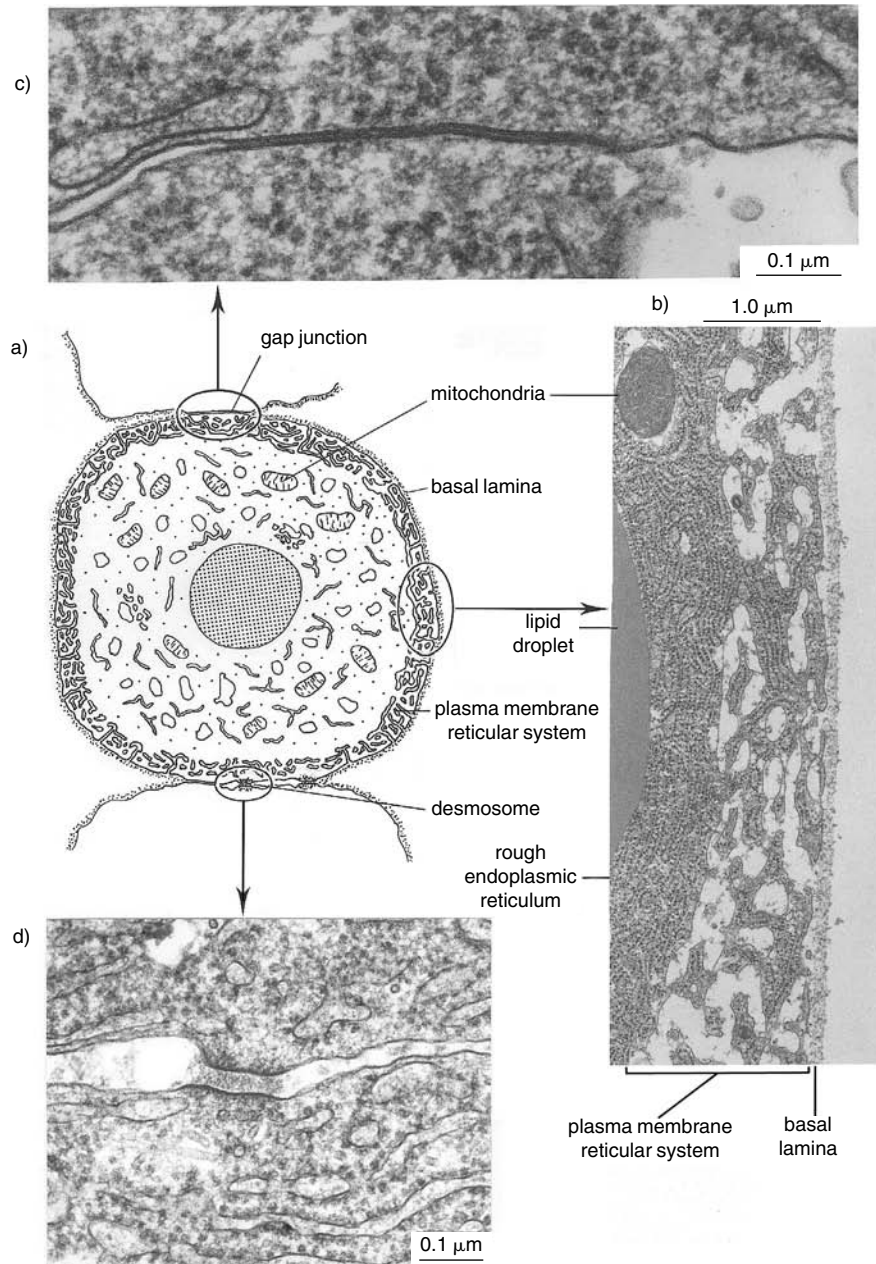 c)
0.1 μm
b)
1.0 μm
a)
gap junction
mitochondria
basal lamina
lipid
droplet
plasma membrane
reticular system
desmosome
rough
endoplasmic
reticulum
d)
plasma membrane
reticular system
basal
lamina
0.1 μm